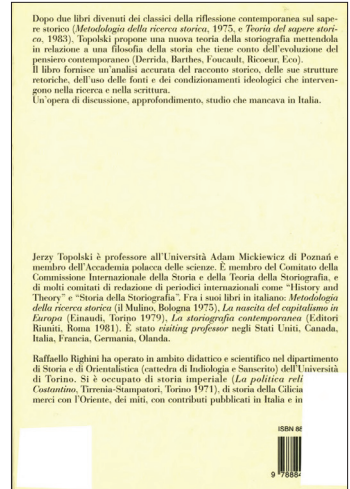 Dopo due libri divenuti dei classici della riflessione contemporanea sul sape-
re storico (Metodologia della ricerca storica, 1975, e Teoria del sapere stori-
co, 1983), Topolski propone una nuova teoria della storiografia mettendola
in relazione a una filosofia della storia che tiene conto dell'evoluzione del
pensiero contemporaneo (Derrida, Barthes, Foucault, Ricoeur, Eco).
Il libro fornisce un'analisi accurata del racconto storico, delle sue strutture
retoriche, dell'uso delle fonti e dei condizionamenti ideologici che interven-
gono nella ricerca e nella scrittura.
Un'opera di discussione, approfondimento, studio che mancava in Italia.
Jerzy Topolski è professore all'Università Adam Mickiewicz di Poznań e
membro dell'Accademia polacca delle scienze. È membro del Comitato della
Commissione Internazionale della Storia e della Teoria della Storiografia, e
di molti comitati di redazione di periodici internazionali come "History and
Theory" e "Storia della Storiografia". Fra i suoi libri in italiano: Metodologia
della ricerca storica (il Mulino, Bologna 1975), La nascita del capitalismo in
Europa (Einaudi, Torino 1979), La storiografia contemporanea (Editori
Riuniti, Roma 1981). È stato visiting professor negli Stati Uniti, Canada,
Italia, Francia, Germania, Olanda.
Raffaello Righini ha operato in ambito didattico e scientifico nel dipartimento
di Storia e di Orientalistica (cattedra di Indiologia e Sanscrito) dell'Università
di Torino. Si è occupato di storia imperiale (La politica reli
Costantino, Tirrenia-Stampatori, Torino 1971), di storia della Cilicia
merci con l'Oriente, dei miti, con contributi pubblicati in Italia e in
ISBN 88
9 78888